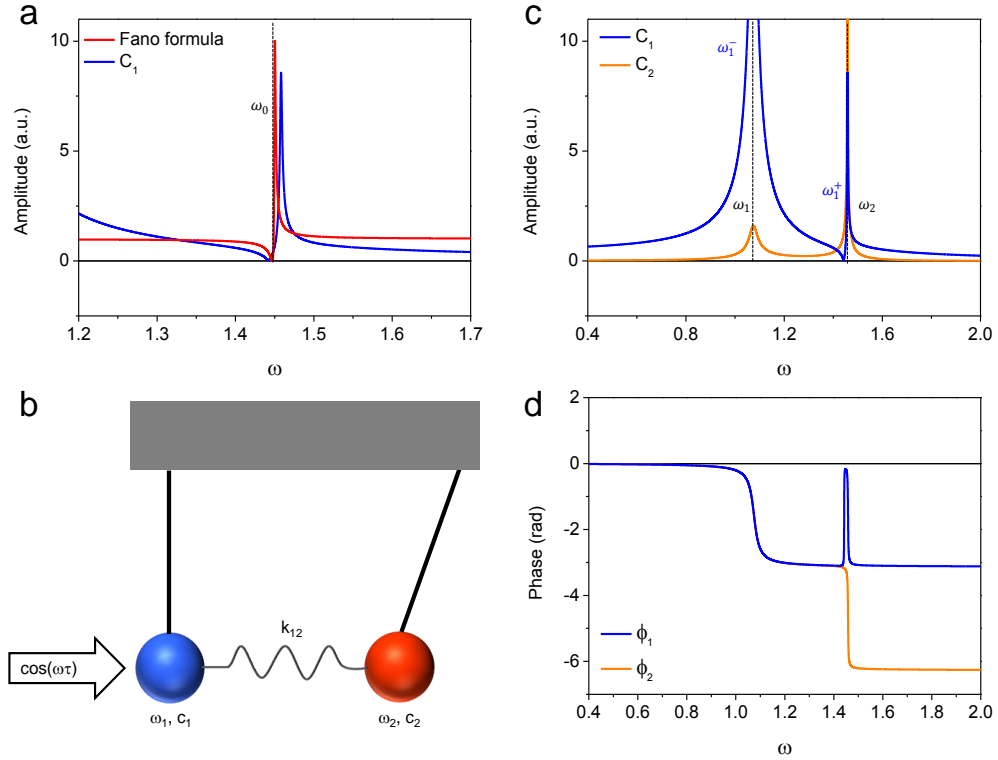 a
Fano formula
C₁
ω₀
Amplitude (a.u.)
10
5
0
1.2 1.3 1.4 1.5 1.6 1.7
ω
c
C₁
C₂
ω₁⁻
ω₁
ω₁⁺
ω₂
Amplitude (a.u.)
10
5
0
0.4 0.8 1.2 1.6 2.0
ω
b
cos(ωτ)
k₁₂
ω₁, c₁
ω₂, c₂
d
Phase (rad)
2
0
-2
-4
-6
ϕ₁
ϕ₂
0.4 0.6 0.8 1.0 1.2 1.4 1.6 1.8 2.0
ω